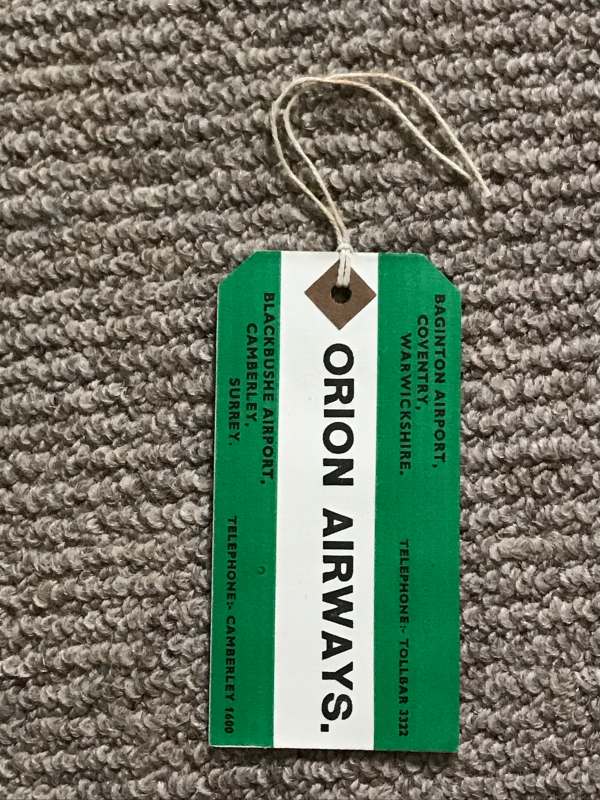 BAGINTON AIRPORT,
COVENTRY,
WARWICKSHIRE.
TELEPHONE:- TOLLBAR 3322
ORION AIRWAYS.
BLACKBUSHE AIRPORT,
CAMBERLEY,
SURREY.
TELEPHONE:- CAMBERLEY 1600